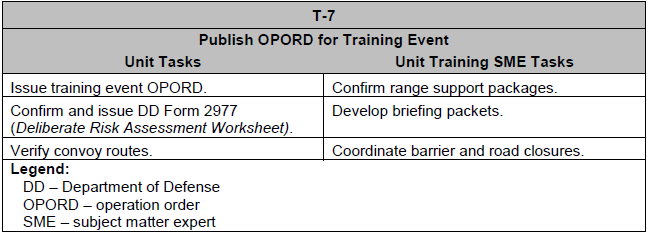 T-7
Publish OPORD for Training Event
Unit Tasks Unit Training SME Tasks
Issue training event OPORD. Confirm range support packages.
Confirm and issue DD Form 2977 Develop briefing packets.
(Deliberate Risk Assessment Worksheet).
Verify convoy routes. Coordinate barrier and road closures.
Legend:
DD – Department of Defense
OPORD – operation order
SME – subject matter expert